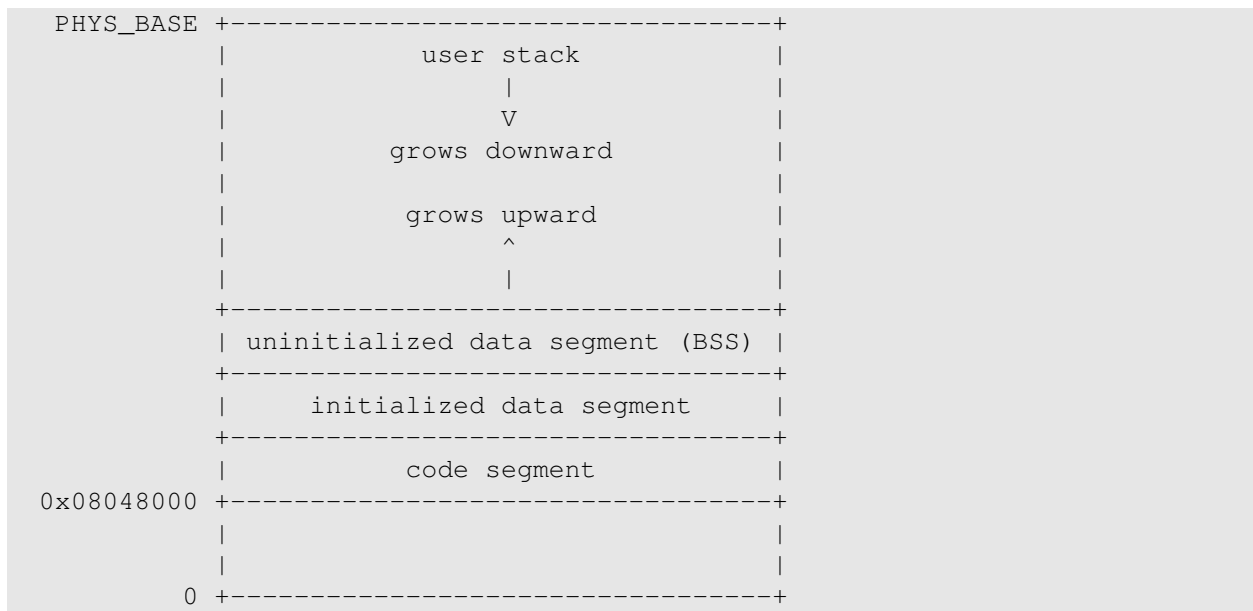 PHYS_BASE +----------------------------------+
          |            user stack            |
          |                 |                |
          |                 V                |
          |          grows downward          |
          |                                  |
          |           grows upward           |
          |                 ^                |
          |                 |                |
          +----------------------------------+
          | uninitialized data segment (BSS) |
          +----------------------------------+
          |     initialized data segment     |
          +----------------------------------+
          |           code segment           |
0x08048000 +----------------------------------+
          |                                  |
          |                                  |
        0 +----------------------------------+